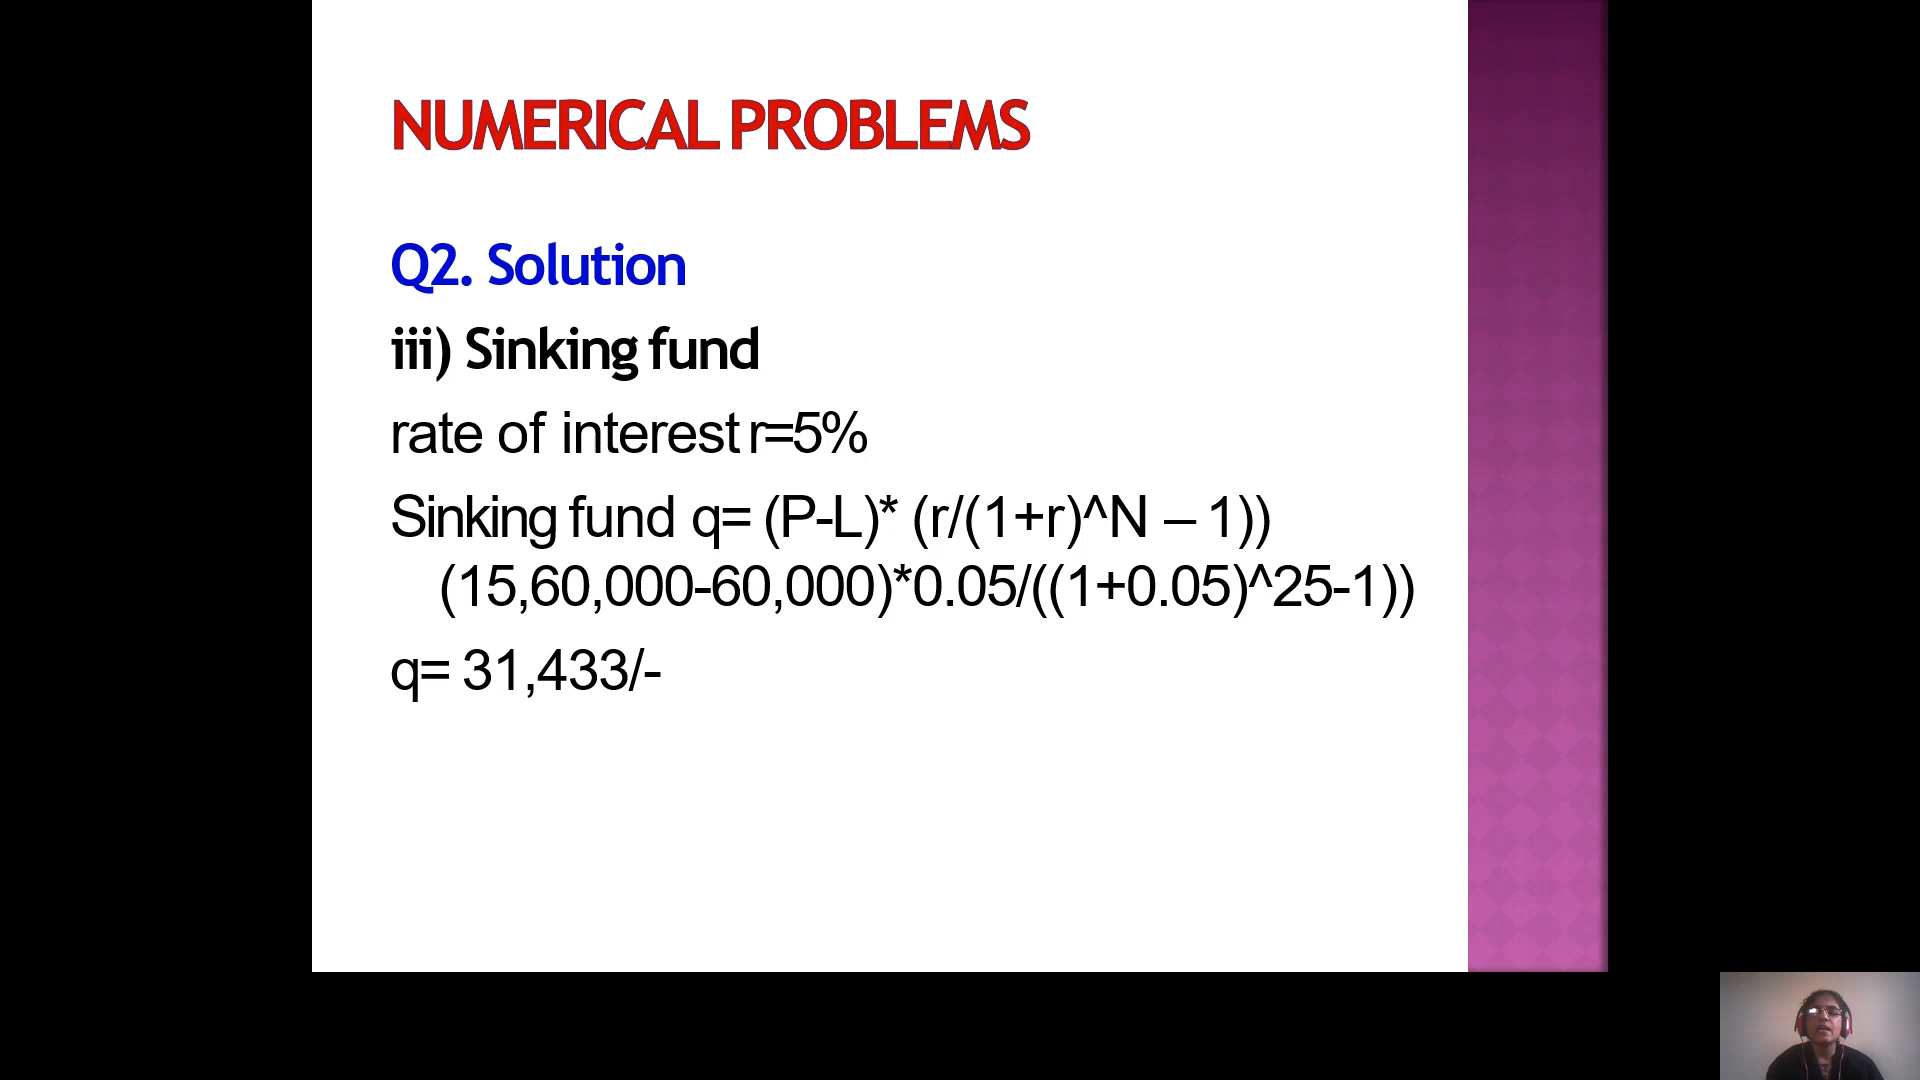 NUMERICAL PROBLEMS
Q2. Solution
iii) Sinking fund
rate of interest r=5%
Sinking fund q= (P-L)* (r/(1+r)^N – 1))
(15,60,000-60,000)*0.05/((1+0.05)^25-1))
q= 31,433/-